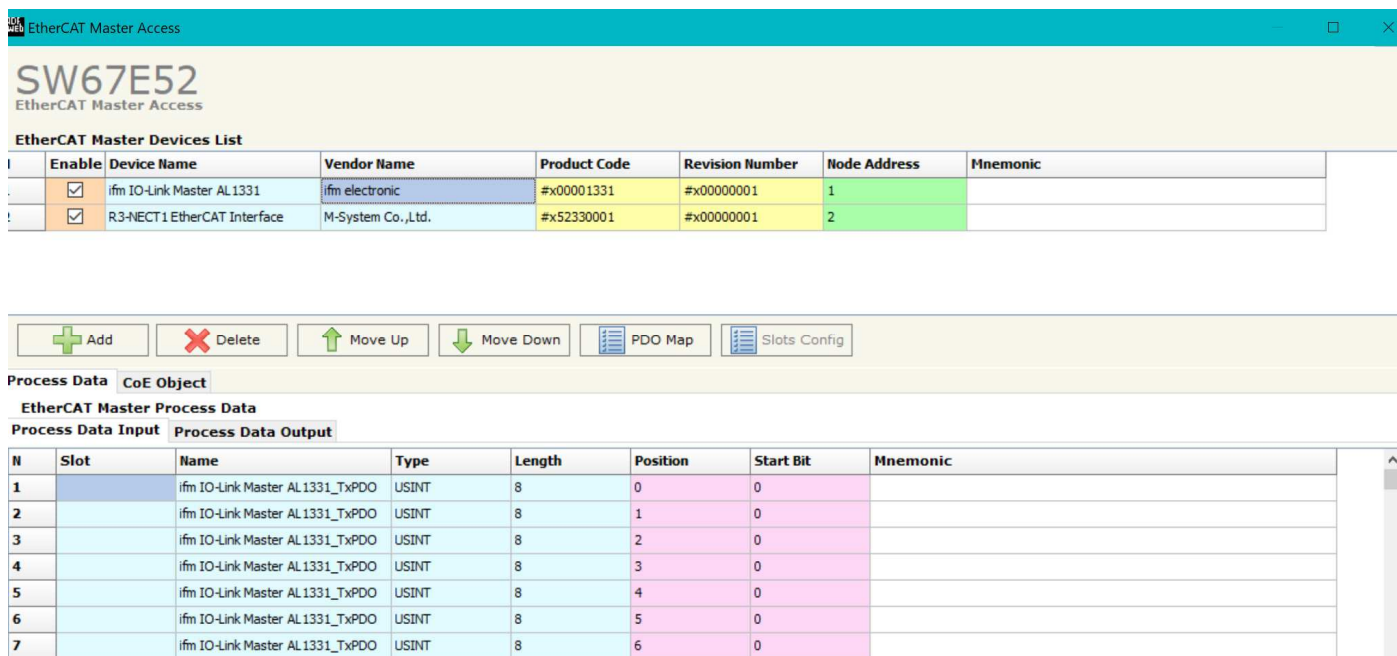 EtherCAT Master Access
SW67E52
EtherCAT Master Access
EtherCAT Master Devices List
Enable Device Name Vendor Name Product Code Revision Number Node Address Mnemonic
ifm IO-Link Master AL1331 ifm electronic #x00001331 #x00000001 1
R3-NECT1 EtherCAT Interface M-System Co.,Ltd. #x52330001 #x00000001 2
Add Delete Move Up Move Down PDO Map Slots Config
Process Data CoE Object
EtherCAT Master Process Data
Process Data Input Process Data Output
N Slot Name Type Length Position Start Bit Mnemonic
1 ifm IO-Link Master AL1331_TxPDO USINT 8 0 0
2 ifm IO-Link Master AL1331_TxPDO USINT 8 1 0
3 ifm IO-Link Master AL1331_TxPDO USINT 8 2 0
4 ifm IO-Link Master AL1331_TxPDO USINT 8 3 0
5 ifm IO-Link Master AL1331_TxPDO USINT 8 4 0
6 ifm IO-Link Master AL1331_TxPDO USINT 8 5 0
7 ifm IO-Link Master AL1331_TxPDO USINT 8 6 0